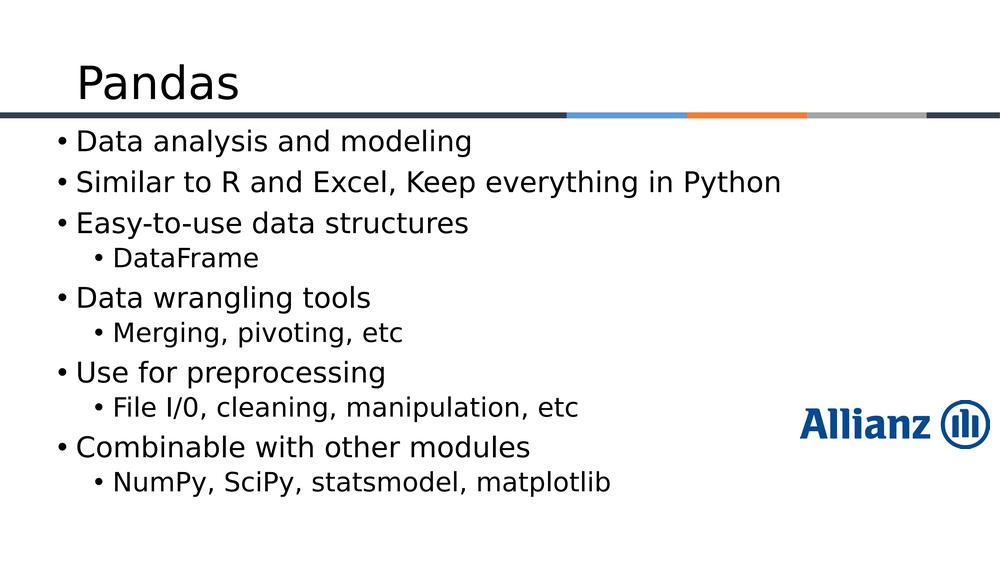 Pandas
• Data analysis and modeling
• Similar to R and Excel, Keep everything in Python
• Easy-to-use data structures
• DataFrame
• Data wrangling tools
• Merging, pivoting, etc
• Use for preprocessing
• File I/0, cleaning, manipulation, etc
• Combinable with other modules
• NumPy, SciPy, statsmodel, matplotlib
Allianz